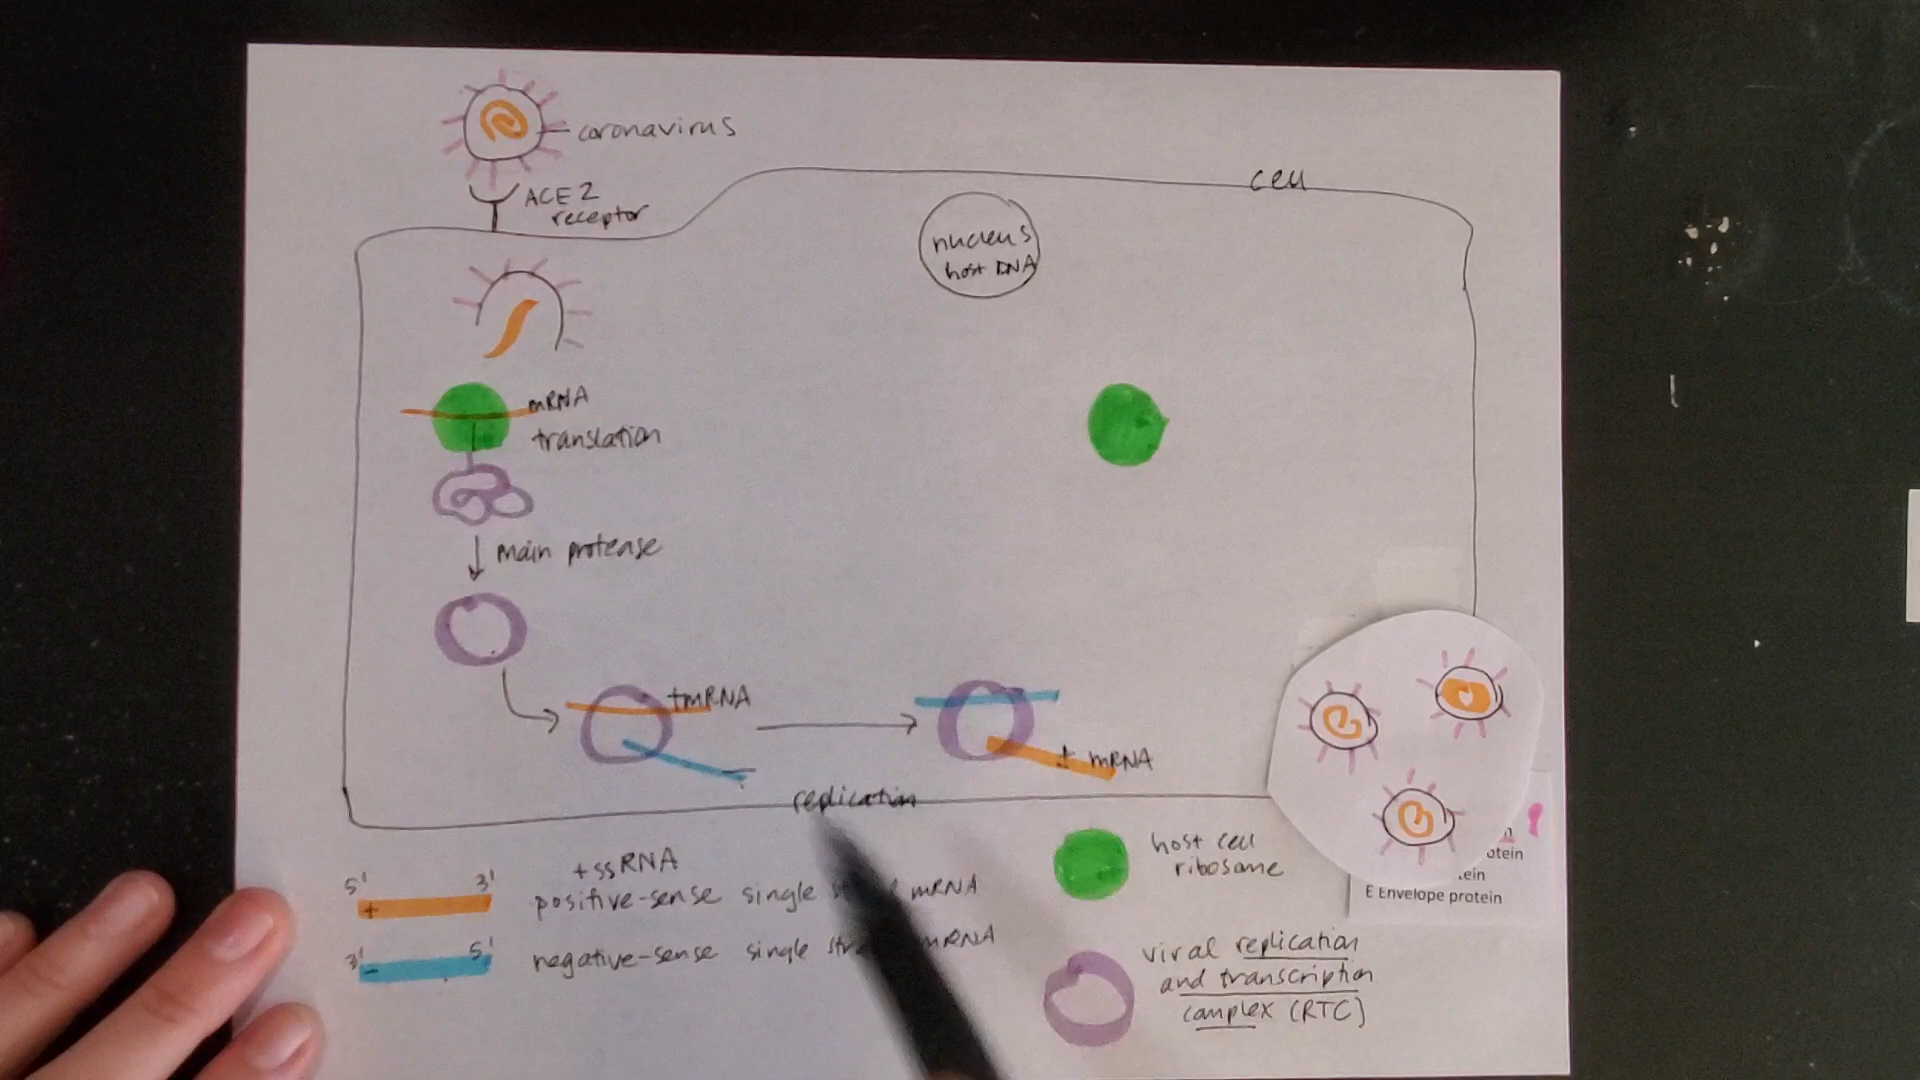 coronavirus
ACE2
receptor
cell
nucleus
host DNA
mRNA
translation
main protease
+mRNA
-
+ mRNA
replication
+ssRNA
5' 3'
+
positive-sense single mRNA
3' 5'
-
negative-sense single mRNA
host cell
ribosome
viral replication
and transcription
complex (RTC)
otein
ein
E Envelope protein